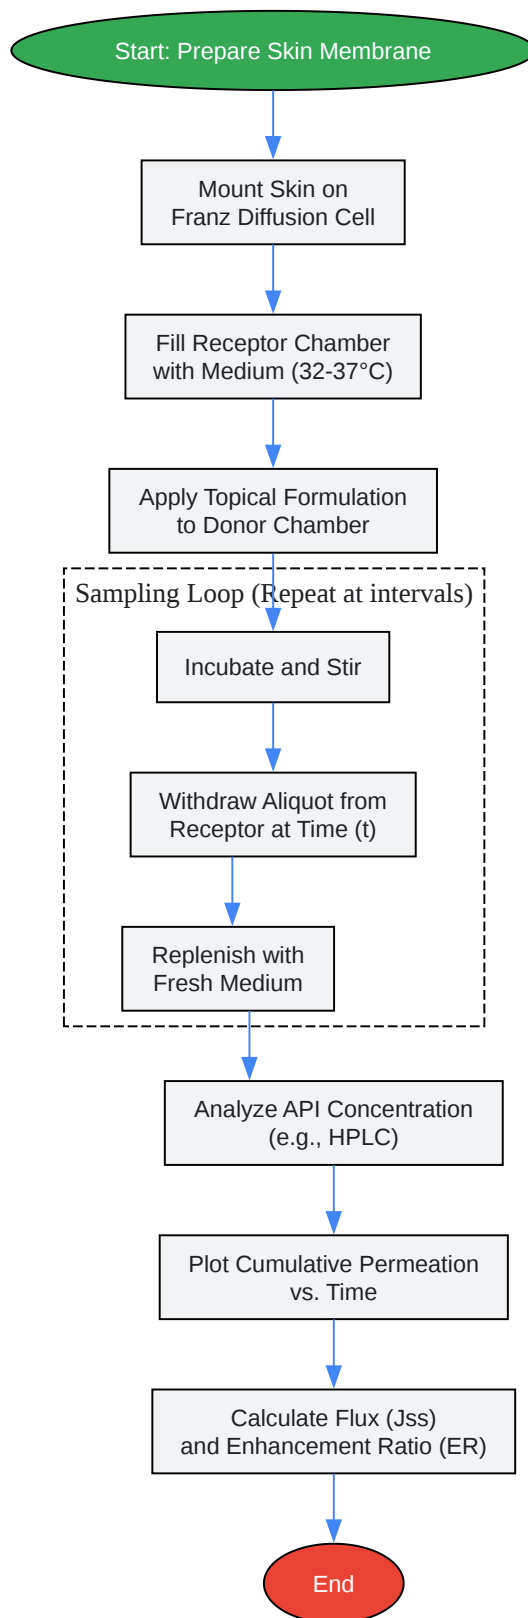 Start: Prepare Skin Membrane
Mount Skin on
Franz Diffusion Cell
Fill Receptor Chamber
with Medium (32-37°C)
Apply Topical Formulation
to Donor Chamber
Sampling Loop (Repeat at intervals)
Incubate and Stir
Withdraw Aliquot from
Receptor at Time (t)
Replenish with
Fresh Medium
Analyze API Concentration
(e.g., HPLC)
Plot Cumulative Permeation
vs. Time
Calculate Flux (Jss)
and Enhancement Ratio (ER)
End